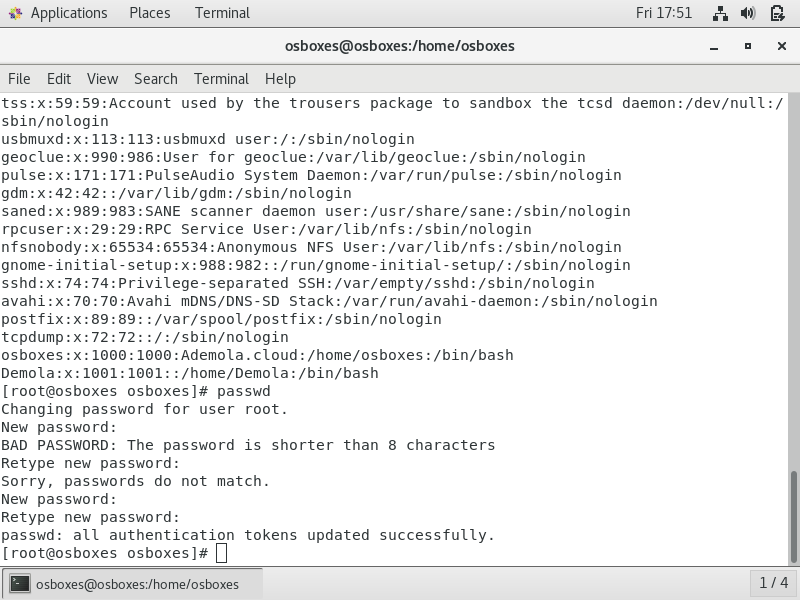 Applications Places Terminal Fri 17:51
osboxes@osboxes:/home/osboxes
File Edit View Search Terminal Help
tss:x:59:59:Account used by the trousers package to sandbox the tcsd daemon:/dev/null:/
sbin/nologin
usbmuxd:x:113:113:usbmuxd user:/:/sbin/nologin
geoclue:x:990:986:User for geoclue:/var/lib/geoclue:/sbin/nologin
pulse:x:171:171:PulseAudio System Daemon:/var/run/pulse:/sbin/nologin
gdm:x:42:42::/var/lib/gdm:/sbin/nologin
saned:x:989:983:SANE scanner daemon user:/usr/share/sane:/sbin/nologin
rpcuser:x:29:29:RPC Service User:/var/lib/nfs:/sbin/nologin
nfsnobody:x:65534:65534:Anonymous NFS User:/var/lib/nfs:/sbin/nologin
gnome-initial-setup:x:988:982::/run/gnome-initial-setup/:/sbin/nologin
sshd:x:74:74:Privilege-separated SSH:/var/empty/sshd:/sbin/nologin
avahi:x:70:70:Avahi mDNS/DNS-SD Stack:/var/run/avahi-daemon:/sbin/nologin
postfix:x:89:89::/var/spool/postfix:/sbin/nologin
tcpdump:x:72:72::/:/sbin/nologin
osboxes:x:1000:1000:Ademola.cloud:/home/osboxes:/bin/bash
Demola:x:1001:1001::/home/Demola:/bin/bash
[root@osboxes osboxes]# passwd
Changing password for user root.
New password:
BAD PASSWORD: The password is shorter than 8 characters
Retype new password:
Sorry, passwords do not match.
New password:
Retype new password:
passwd: all authentication tokens updated successfully.
[root@osboxes osboxes]#
osboxes@osboxes:/home/osboxes 1 / 4